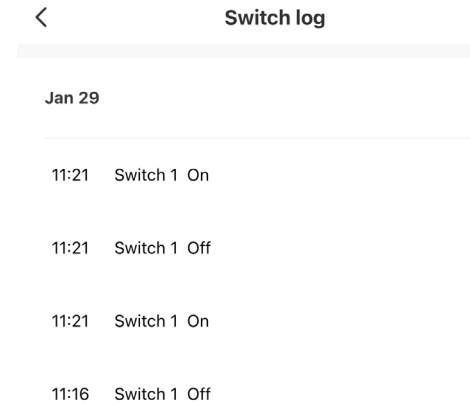 Switch log
Jan 29
11:21 Switch 1 On
11:21 Switch 1 Off
11:21 Switch 1 On
11:16 Switch 1 Off